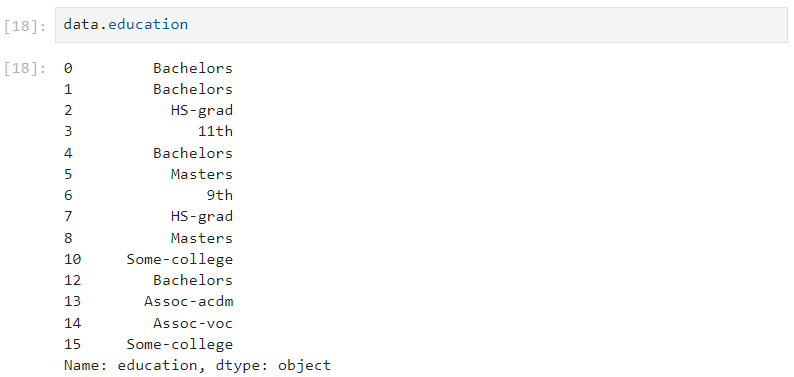 [18]: data.education
[18]: 0 Bachelors
1 Bachelors
2 HS-grad
3 11th
4 Bachelors
5 Masters
6 9th
7 HS-grad
8 Masters
10 Some-college
12 Bachelors
13 Assoc-acdm
14 Assoc-voc
15 Some-college
Name: education, dtype: object